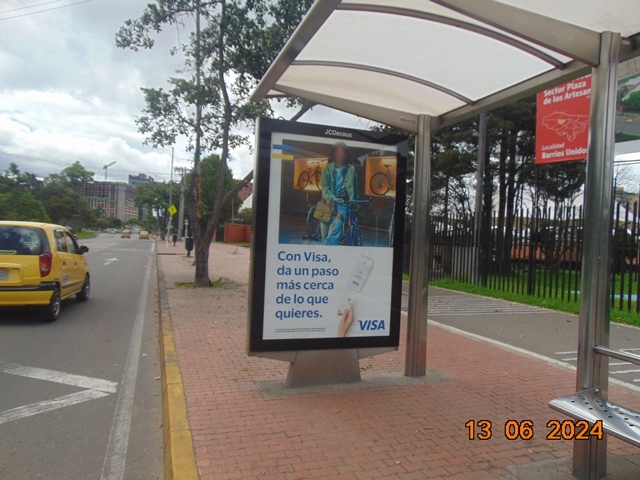 JCDecaux
Con Visa,
da un paso
más cerca
de lo que
quieres.
VISA
Sector Plaza
de los Artesan
Localidad
Barrios Unidos
13 06 2024